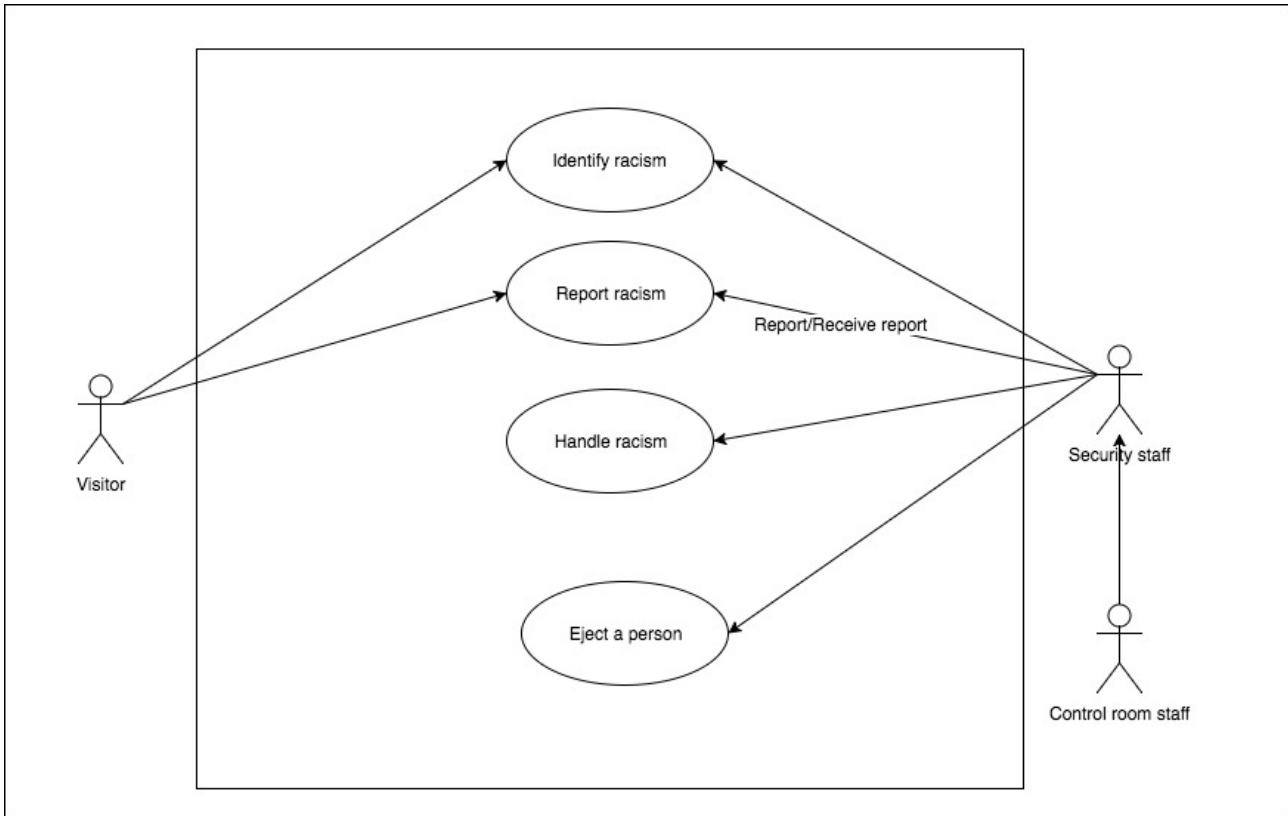 Identify racism
Report racism
Report/Receive report
Handle racism
Security staff
Visitor
Eject a person
Control room staff